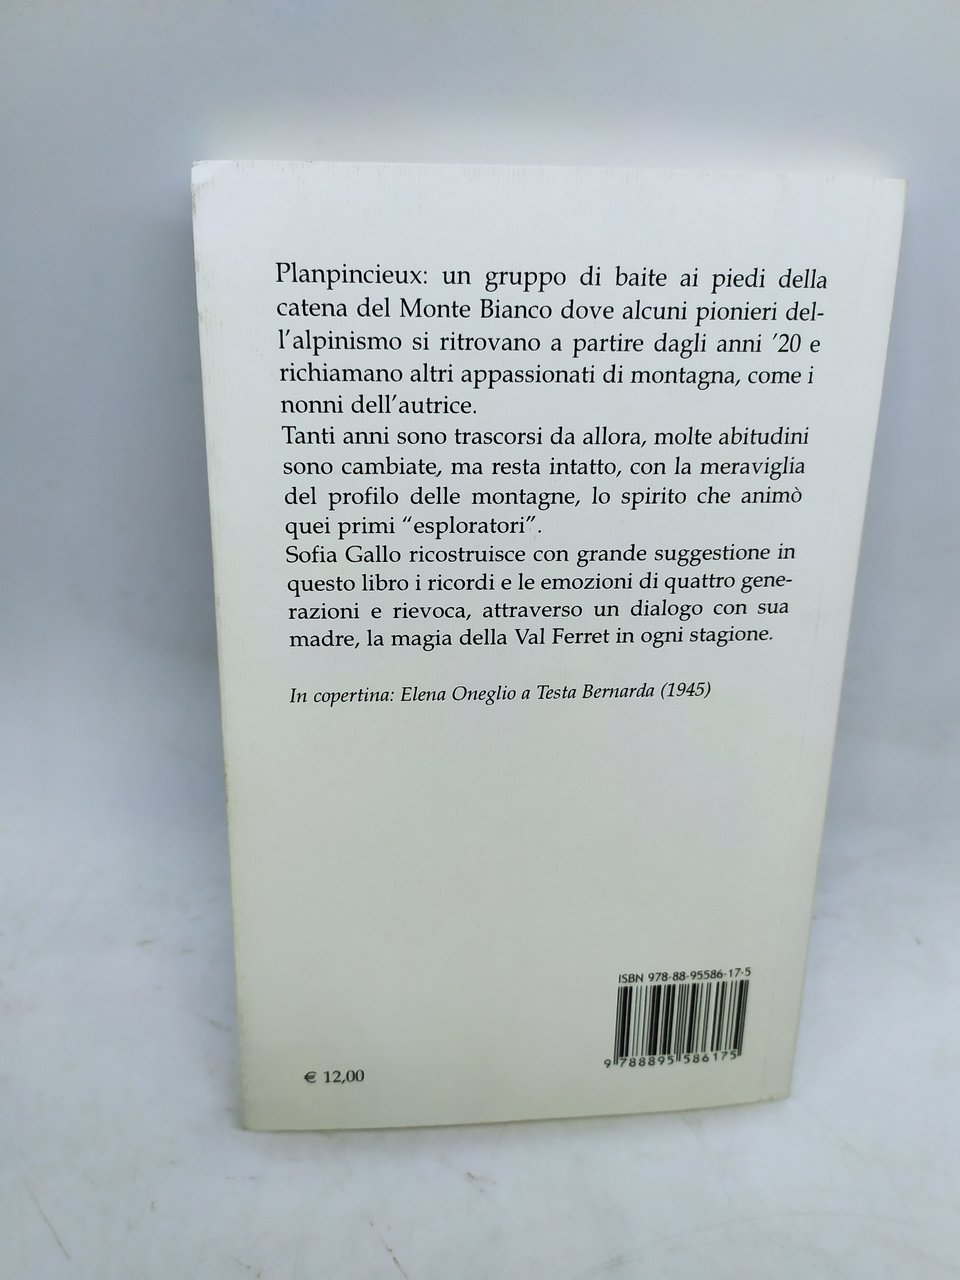 Planpincieux: un gruppo di baite ai piedi della
catena del Monte Bianco dove alcuni pionieri del-
l'alpinismo si ritrovano a partire dagli anni '20 e
richiamano altri appassionati di montagna, come i
nonni dell'autrice.
Tanti anni sono trascorsi da allora, molte abitudini
sono cambiate, ma resta intatto, con la meraviglia
del profilo delle montagne, lo spirito che animò
quei primi “esploratori”.
Sofia Gallo ricostruisce con grande suggestione in
questo libro i ricordi e le emozioni di quattro gene-
razioni e rievoca, attraverso un dialogo con sua
madre, la magia della Val Ferret in ogni stagione.
In copertina: Elena Oneglio a Testa Bernarda (1945)
ISBN 978-88-95586-17-5
9 788895 586175
€ 12,00